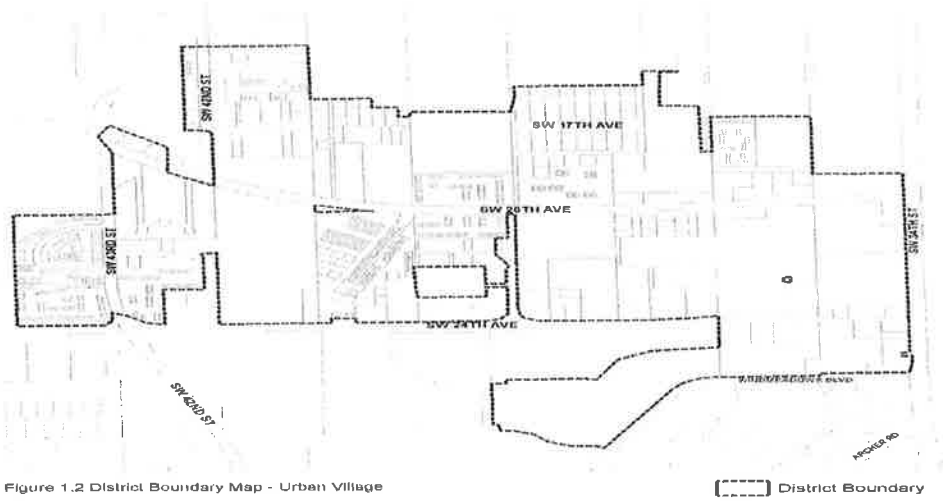 SW 42ND ST.
SW 17TH AVE
SW 20TH AVE
SW 43RD ST.
SW 34TH ST
SW 24TH AVE
SW 42ND ST
ARCHER RD
Figure 1.2 District Boundary Map - Urban Village
District Boundary